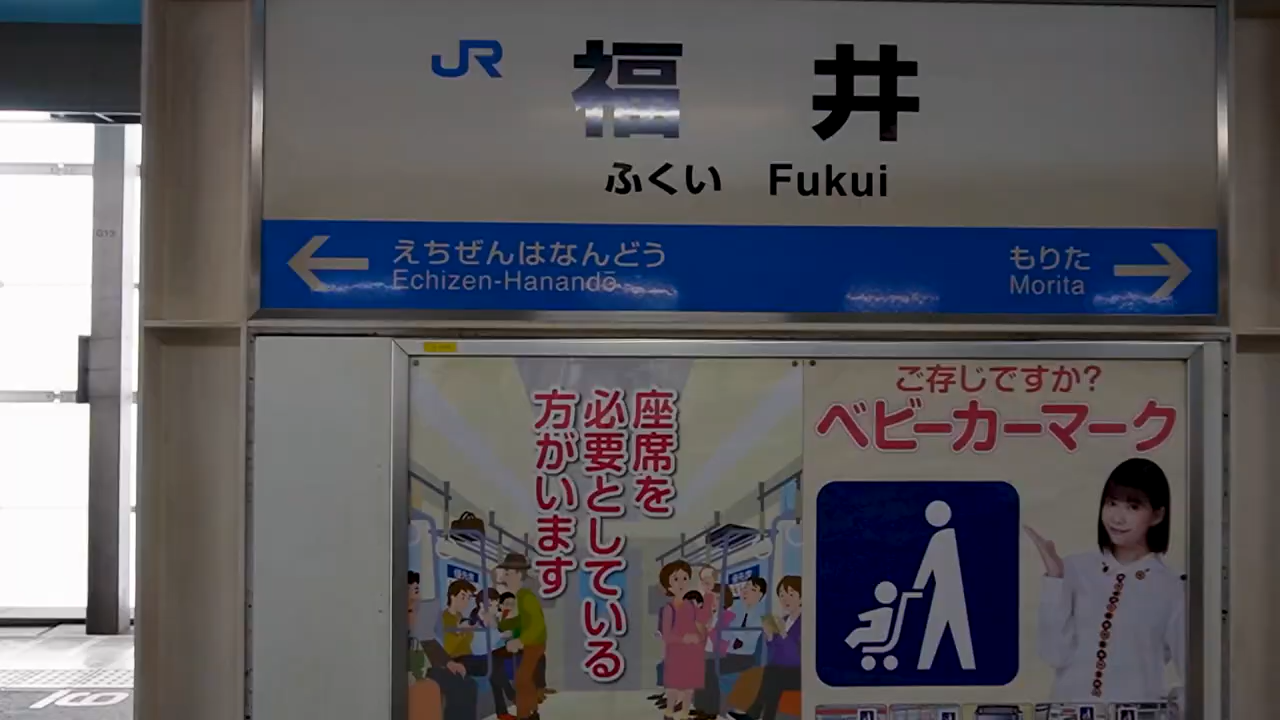 JR
福井
ふくい Fukui
えちぜんはなんどう
Echizen-Hanandō
もりた
Morita
座席を
必要としている
方がいます
ご存じですか?
ベビーカーマーク